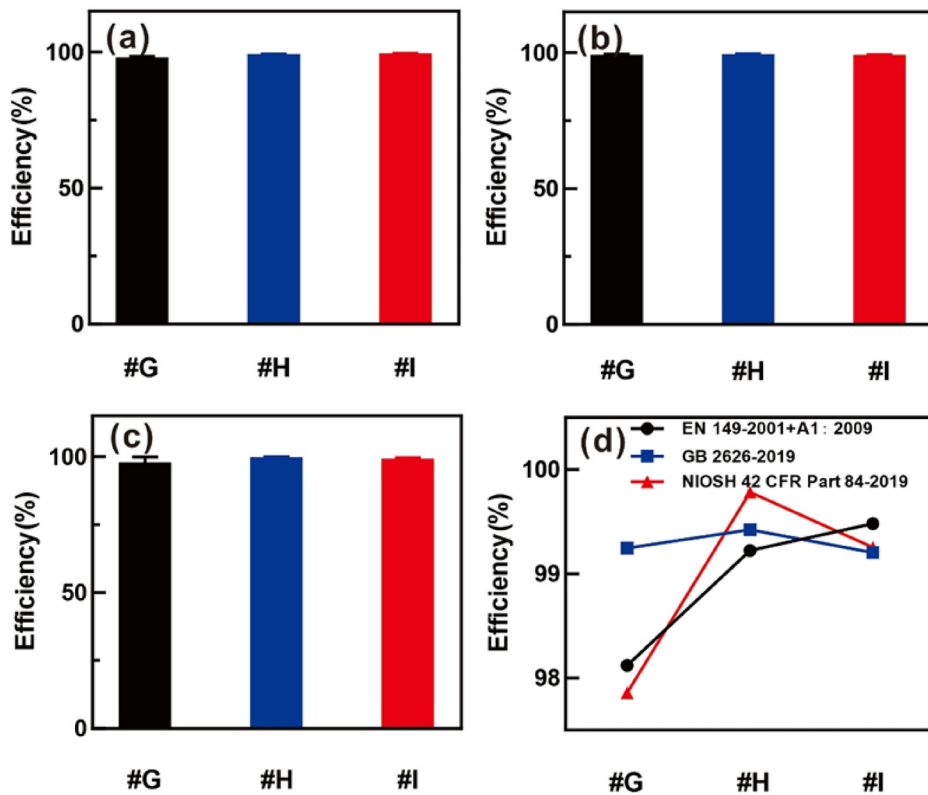 (a)
100
50
0
Efficiency(%)
#G #H #I
(b)
100
50
0
Efficiency(%)
#G #H #I
(c)
100
50
0
Efficiency(%)
#G #H #I
(d)
EN 149-2001+A1: 2009
GB 2626-2019
NIOSH 42 CFR Part 84-2019
100
99
98
Efficiency(%)
#G #H #I